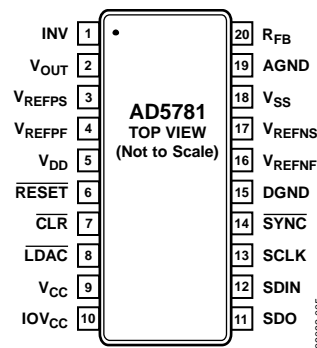 INV 1
VOUT 2
VREFPS 3
VREFPF 4
VDD 5
RESET 6
CLR 7
LDAC 8
VCC 9
IOVCC 10
AD5781
TOP VIEW
(Not to Scale)
20 RFB
19 AGND
18 VSS
17 VREFNS
16 VREFNF
15 DGND
14 SYNC
13 SCLK
12 SDIN
11 SDO